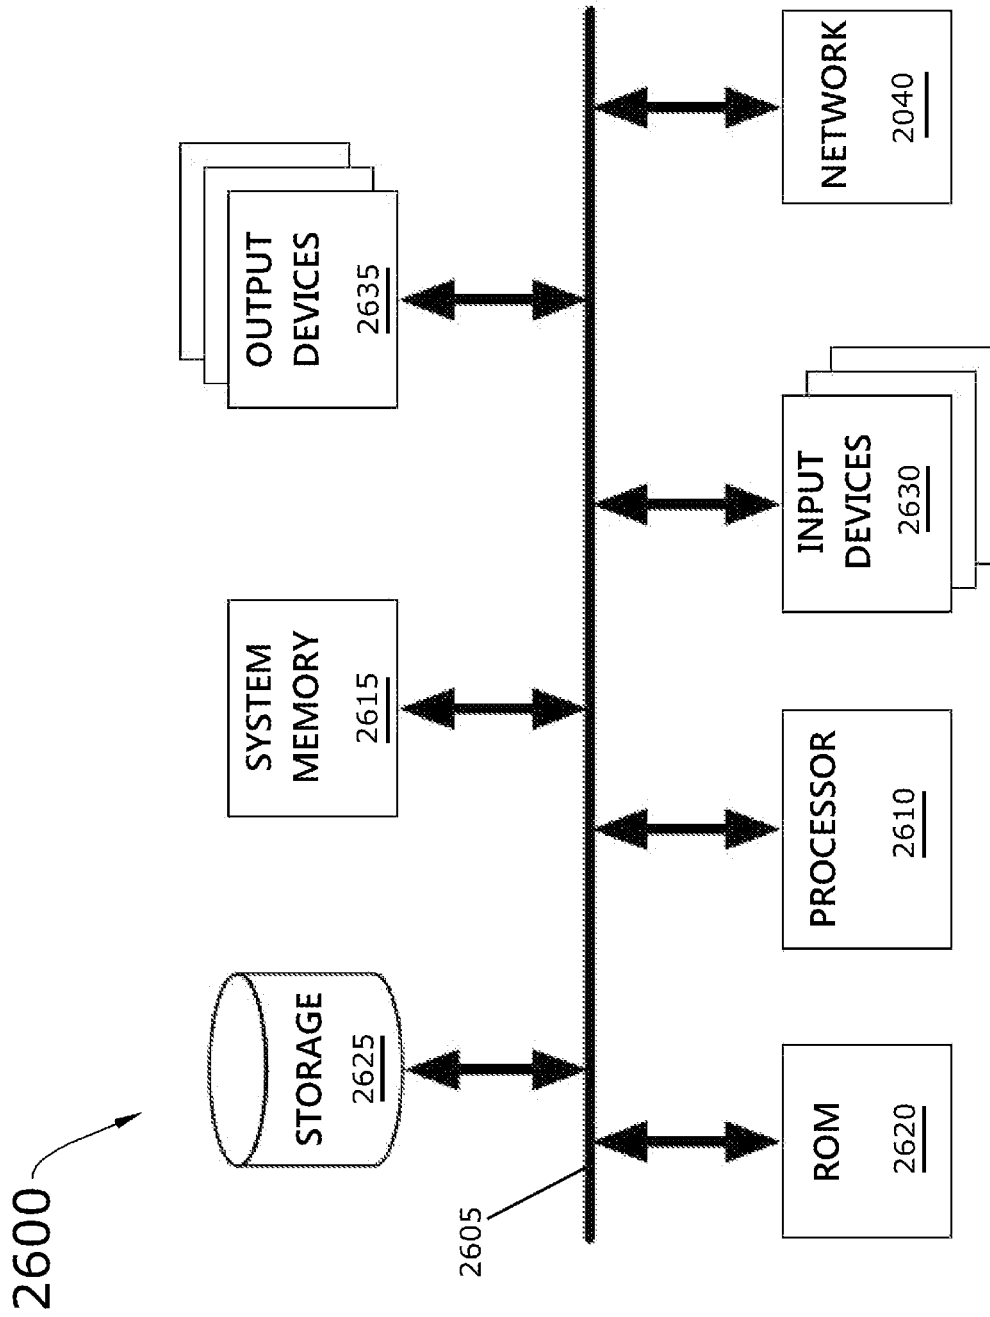 2600
STORAGE
2625
SYSTEM
MEMORY
2615
OUTPUT
DEVICES
2635
2605
ROM
2620
PROCESSOR
2610
INPUT
DEVICES
2630
NETWORK
2040